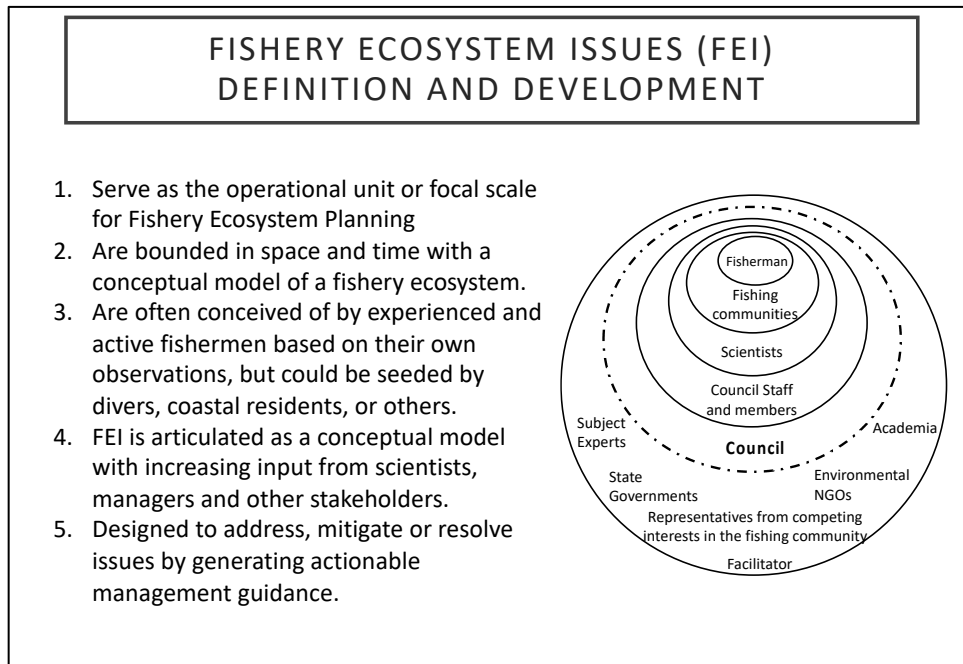 FISHERY ECOSYSTEM ISSUES (FEI)
DEFINITION AND DEVELOPMENT
1. Serve as the operational unit or focal scale
for Fishery Ecosystem Planning
2. Are bounded in space and time with a
conceptual model of a fishery ecosystem.
3. Are often conceived of by experienced and
active fishermen based on their own
observations, but could be seeded by
divers, coastal residents, or others.
4. FEI is articulated as a conceptual model
with increasing input from scientists,
managers and other stakeholders.
5. Designed to address, mitigate or resolve
issues by generating actionable
management guidance.
Fisherman
Fishing
communities
Scientists
Council Staff
and members
Council
Subject
Experts
Academia
State
Governments
Environmental
NGOs
Representatives from competing
interests in the fishing community
Facilitator